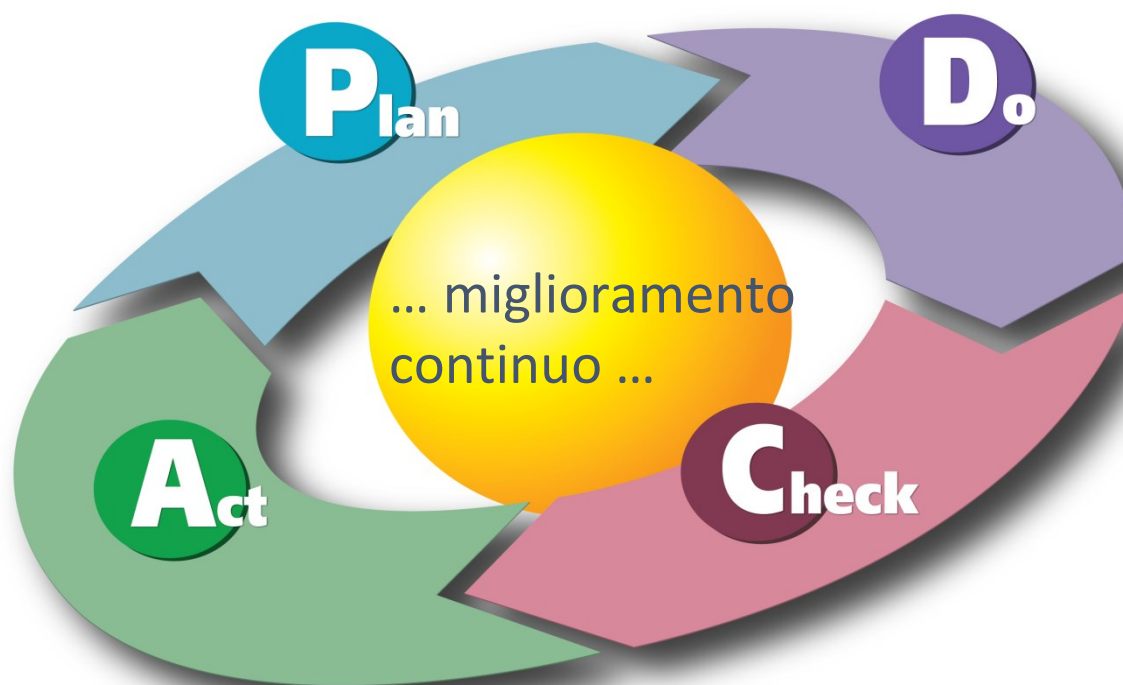 Plan
Do
… miglioramento
continuo …
Act
Check